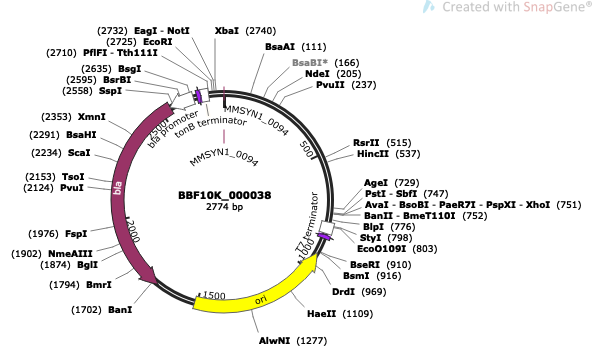 Created with SnapGene®
(2732) EagI - NotI
(2725) EcoRI
(2710) PflFI - Tth111I
(2635) BsgI
(2595) BsrBI
(2558) SspI
(2353) XmnI
(2291) BsaHI
(2234) ScaI
(2153) TsoI
(2124) PvuI
(1976) FspI
(1902) NmeAIII
(1874) BglI
(1794) BmrI
(1702) BanI
XbaI (2740)
BsaAI (111)
BsaBI* (166)
NdeI (205)
PvuII (237)
RsrII (515)
HincII (537)
AgeI (729)
PstI - SbfI (747)
AvaI - BsoBI - PaeR7I - PspXI - XhoI (751)
BanII - BmeT110I (752)
BlpI (776)
StyI (798)
EcoO109I (803)
BseRI (910)
BsmI (916)
DrdI (969)
HaeII (1109)
AlwNI (1277)
bla promoter
tonB terminator
MMSYN1_0094
MMSYN1_0094
T7 terminator
bla
ori
500
1000
1500
2000
2500
BBF10K_000038
2774 bp